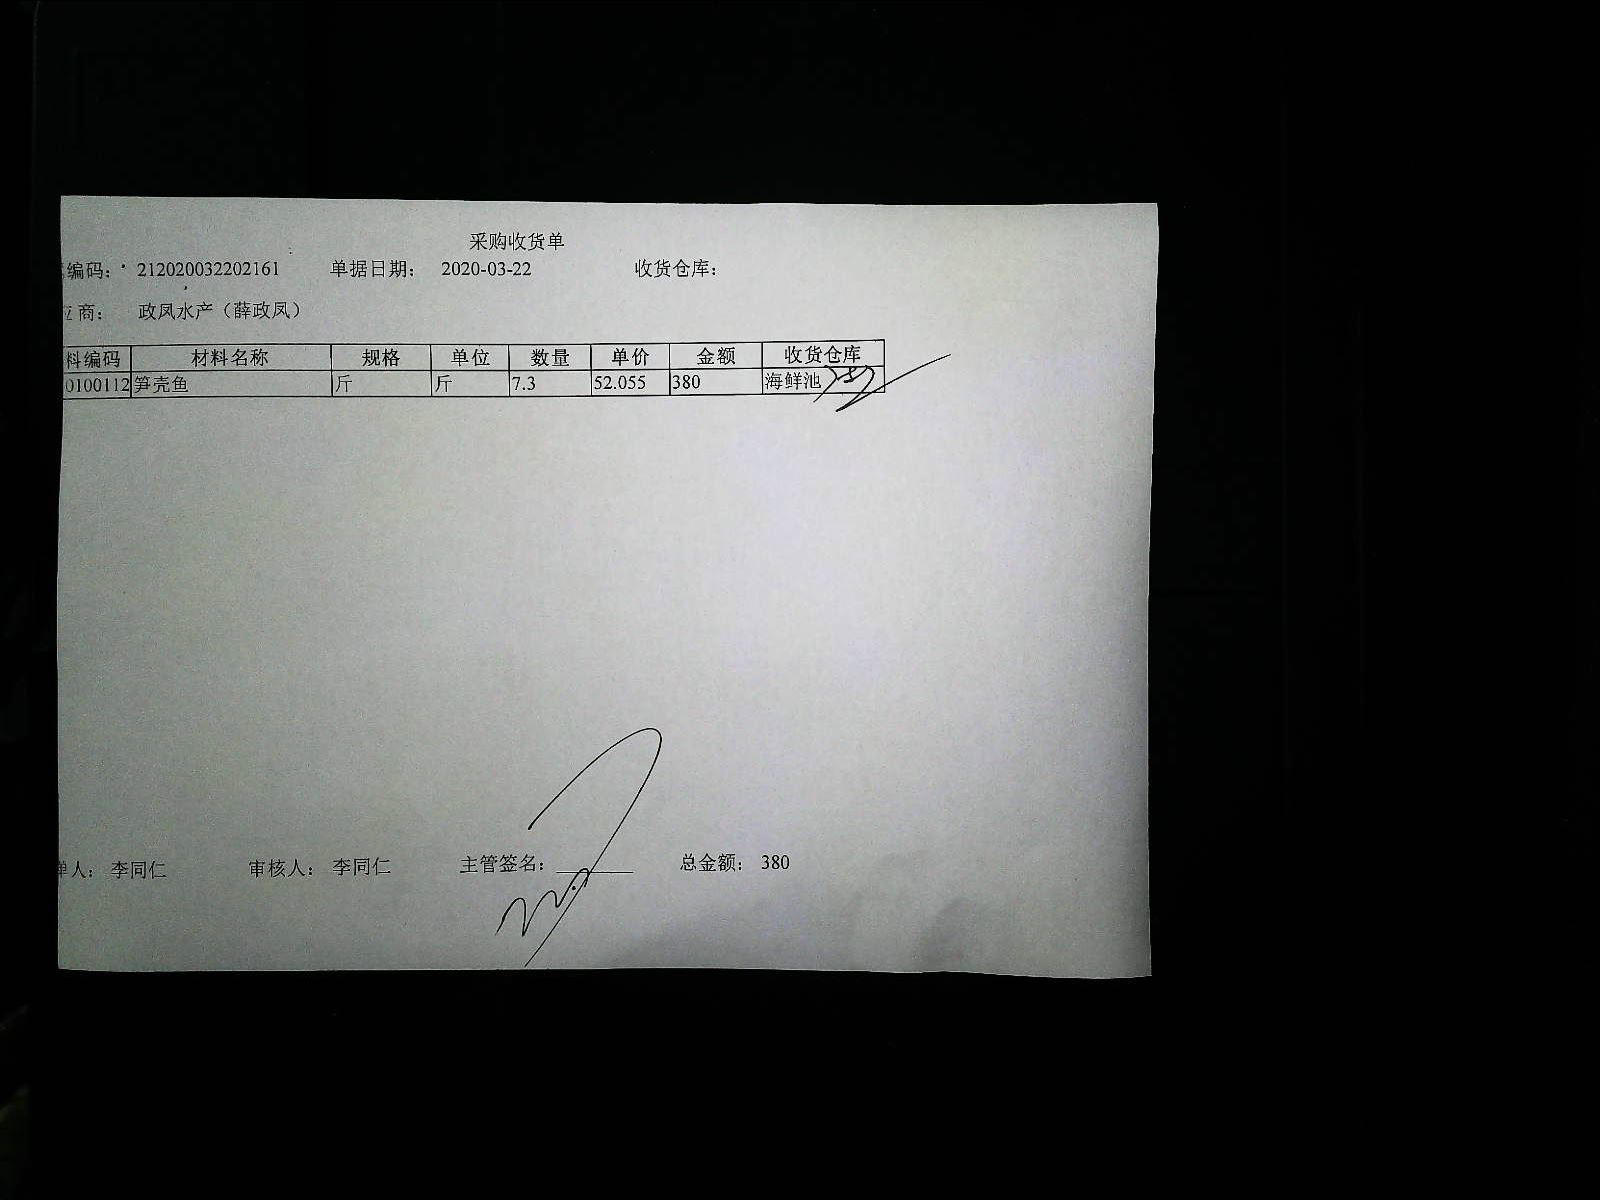 采购收货单
编码： 212020032202161 单据日期： 2020-03-22 收货仓库：
应商： 政凤水产（薛政凤）
料编码 材料名称 规格 单位 数量 单价 金额 收货仓库
0100112 笋壳鱼 斤 斤 7.3 52.055 380 海鲜池
单人： 李同仁 审核人： 李同仁 主管签名： 总金额： 380